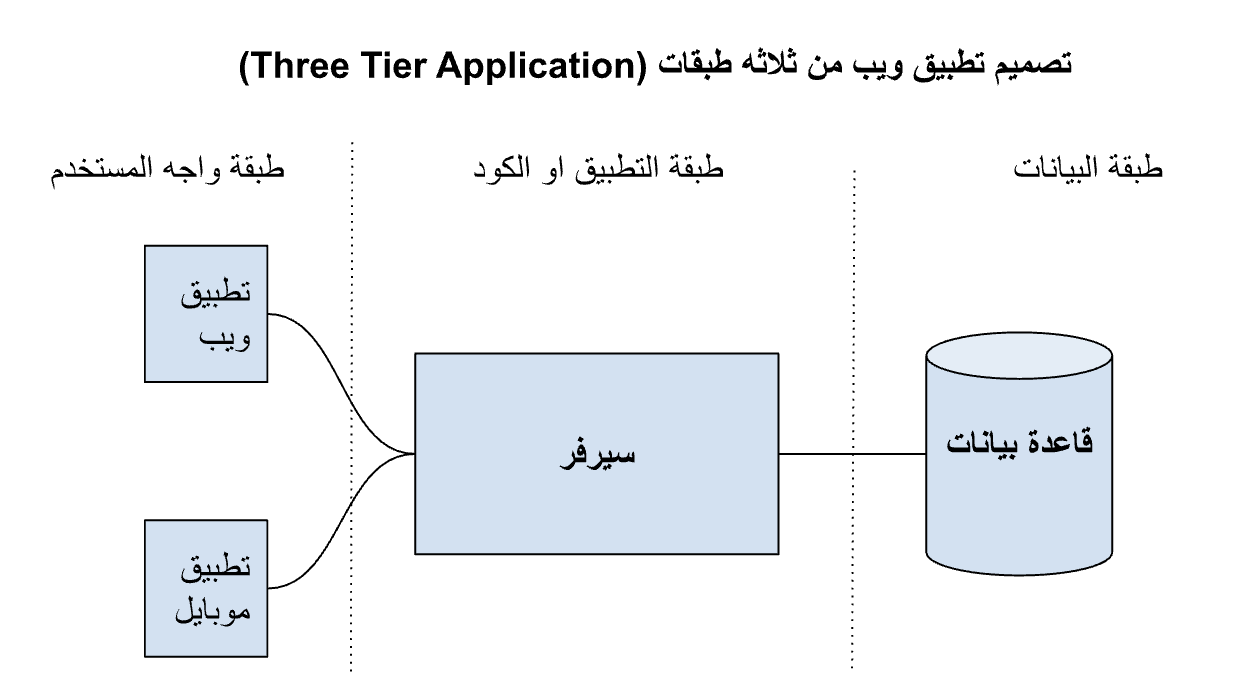 تصميم تطبيق ويب من ثلاثه طبقات (Three Tier Application)
طبقة واجه المستخدم
طبقة التطبيق او الكود
طبقة البيانات
تطبيق
ويب
سيرفر
قاعدة بيانات
تطبيق
موبايل